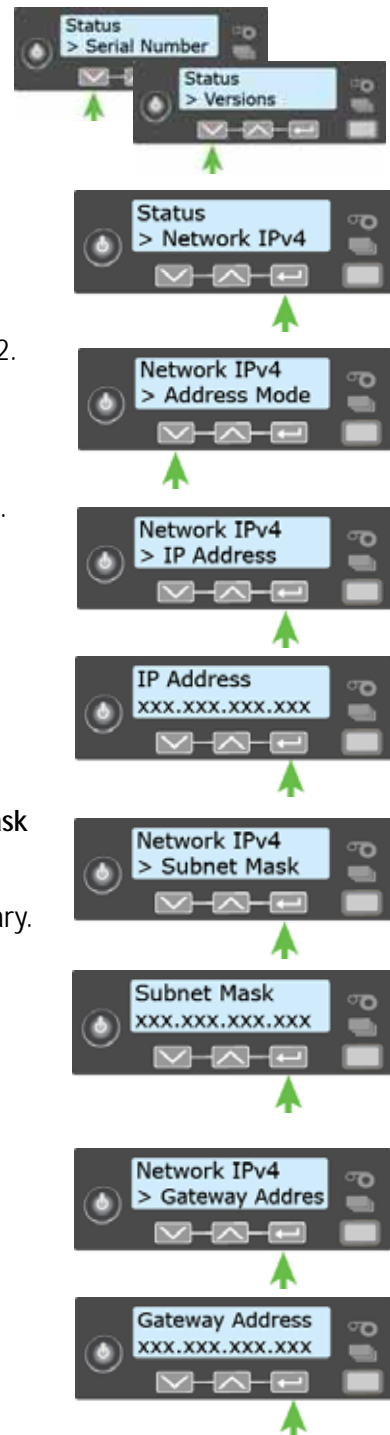 Status
> Serial Number
Status
> Versions
Status
> Network IPv4
2.
Network IPv4
> Address Mode
.
Network IPv4
> IP Address
IP Address
xxx.xxx.xxx.xxx
ask
Network IPv4
> Subnet Mask
ary.
Subnet Mask
xxx.xxx.xxx.xxx
Network IPv4
> Gateway Addres
Gateway Address
xxx.xxx.xxx.xxx